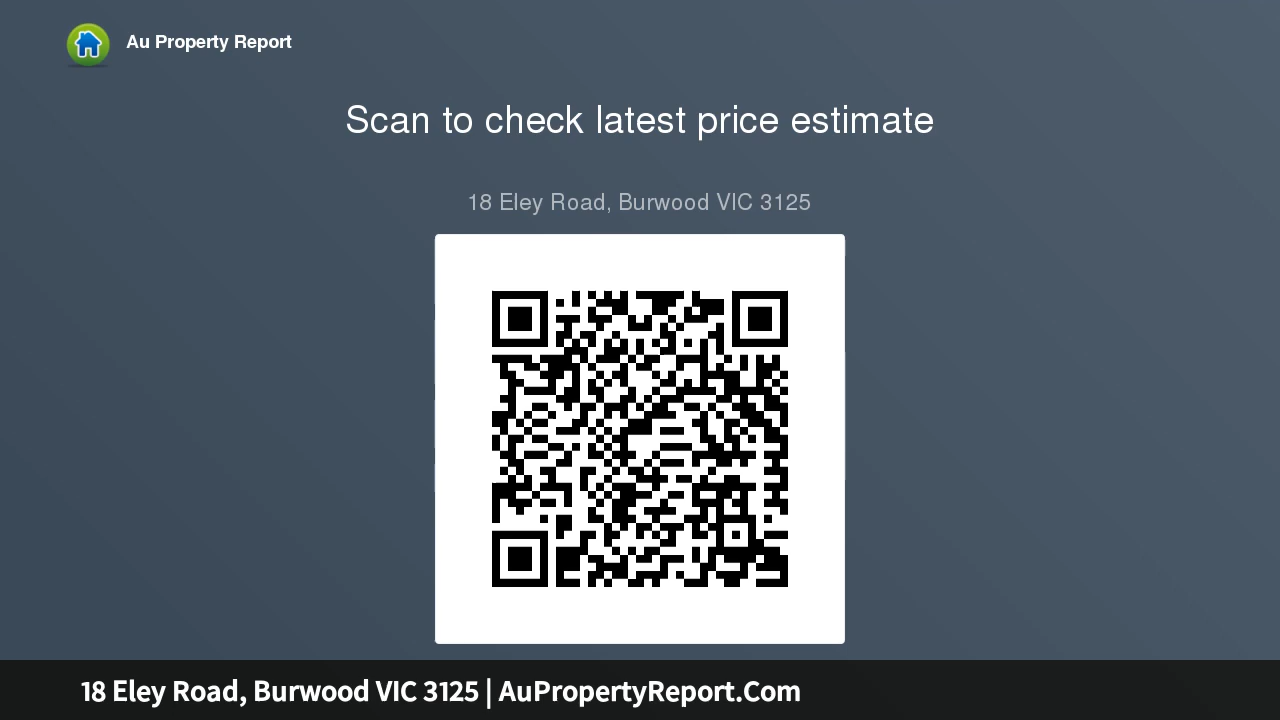 Au Property Report
Scan to check latest price estimate
18 Eley Road, Burwood VIC 3125
18 Eley Road, Burwood VIC 3125 | AuPropertyReport.Com